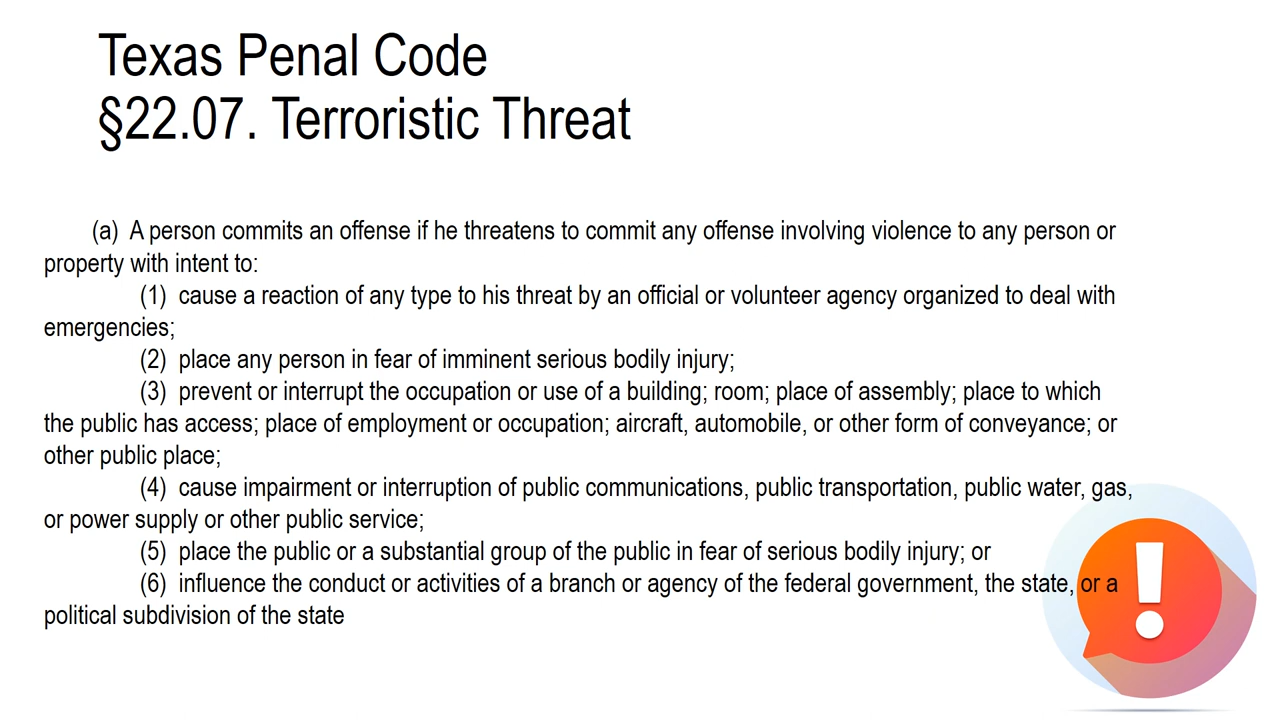 Texas Penal Code
§22.07. Terroristic Threat
(a) A person commits an offense if he threatens to commit any offense involving violence to any person or
property with intent to:
(1) cause a reaction of any type to his threat by an official or volunteer agency organized to deal with
emergencies;
(2) place any person in fear of imminent serious bodily injury;
(3) prevent or interrupt the occupation or use of a building; room; place of assembly; place to which
the public has access; place of employment or occupation; aircraft, automobile, or other form of conveyance; or
other public place;
(4) cause impairment or interruption of public communications, public transportation, public water, gas,
or power supply or other public service;
(5) place the public or a substantial group of the public in fear of serious bodily injury; or
(6) influence the conduct or activities of a branch or agency of the federal government, the state, or a
political subdivision of the state
!